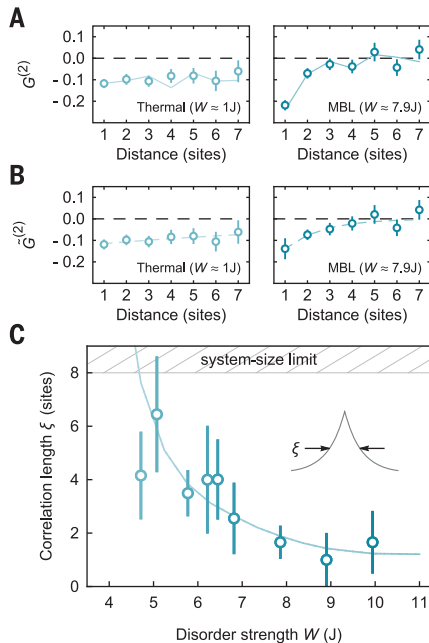 A
G(2)
0.1
0.0
- 0.1
- 0.2
Thermal (W ≈ 1J)
MBL (W ≈ 7.9J)
1 2 3 4 5 6 7
1 2 3 4 5 6 7
Distance (sites)
Distance (sites)
B
G̃(2)
0.1
0.0
- 0.1
- 0.2
Thermal (W ≈ 1J)
MBL (W ≈ 7.9J)
1 2 3 4 5 6 7
1 2 3 4 5 6 7
Distance (sites)
Distance (sites)
C
Correlation length ξ (sites)
8
6
4
2
0
system-size limit
ξ
4 5 6 7 8 9 10 11
Disorder strength W (J)